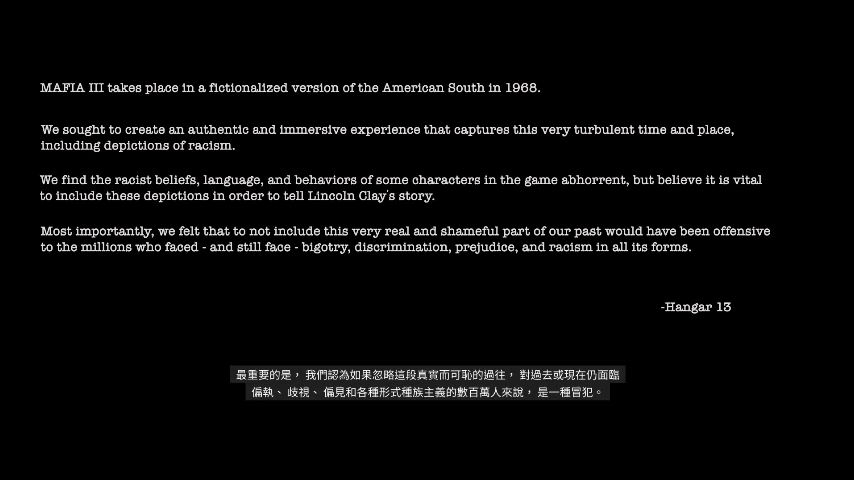 MAFIA III takes place in a fictionalized version of the American South in 1968.
We sought to create an authentic and immersive experience that captures this very turbulent time and place,
including depictions of racism.
We find the racist beliefs, language, and behaviors of some characters in the game abhorrent, but believe it is vital
to include these depictions in order to tell Lincoln Clay's story.
Most importantly, we felt that to not include this very real and shameful part of our past would have been offensive
to the millions who faced - and still face - bigotry, discrimination, prejudice, and racism in all its forms.
-Hangar 13
最重要的是，我們認為如果忽略這段真實而可恥的過往，對過去或現在仍面臨
偏執、歧視、偏見和各種形式種族主義的數百萬人來說，是一種冒犯。